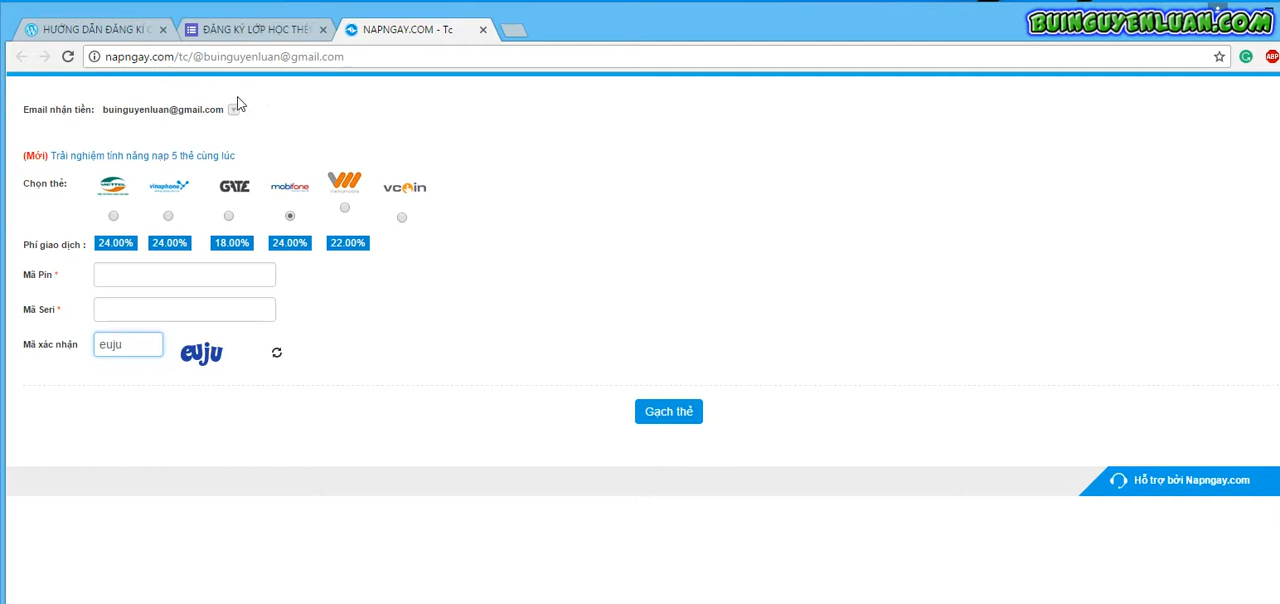 HƯỚNG DẪN ĐĂNG KÍ C
ĐĂNG KÝ LỚP HỌC THÊ
NAPNGAY.COM - Tc
BUINGUYENLUAN.COM
napngay.com/tc/@buinguyenluan@gmail.com
ABP
Email nhận tiền: buinguyenluan@gmail.com
(Mới) Trải nghiệm tính năng nạp 5 thẻ cùng lúc
Chọn thẻ: VIETTEL vinaphone GATE mobifone vcoin
Phí giao dịch : 24.00% 24.00% 18.00% 24.00% 22.00%
Mã Pin *
Mã Seri *
Mã xác nhận euju euju
Gạch thẻ
Hỗ trợ bởi Napngay.com